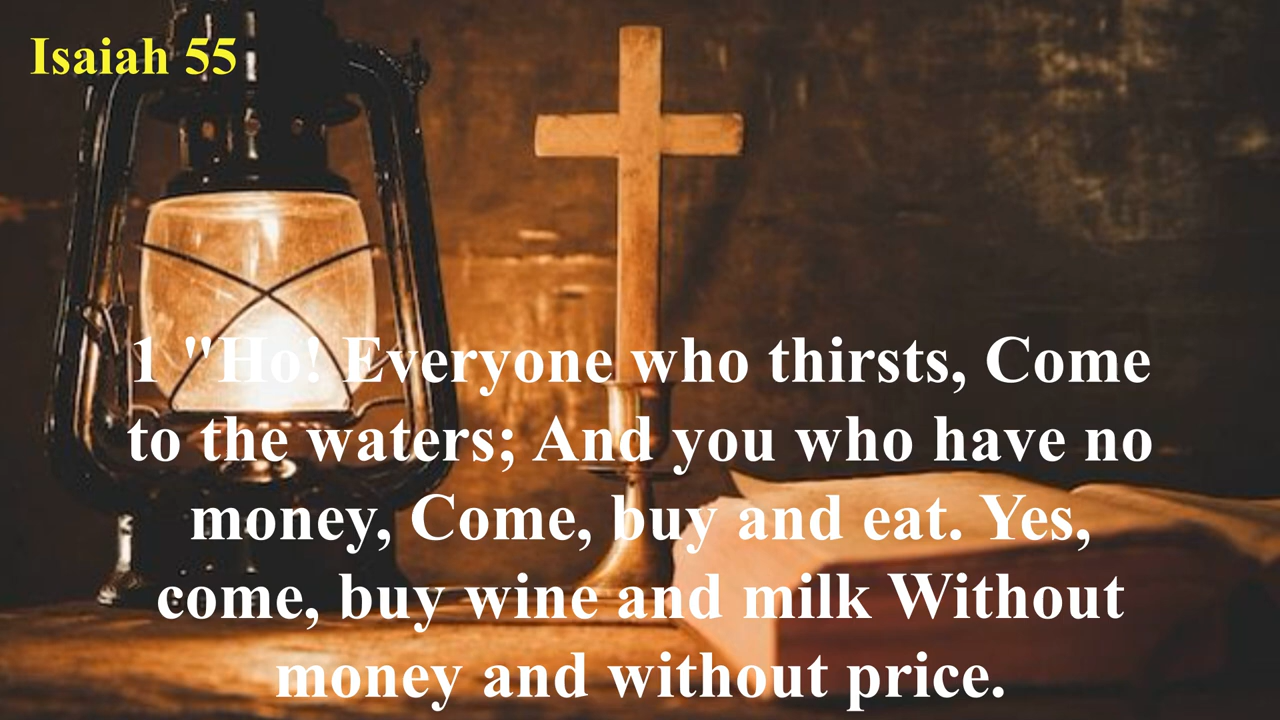 Isaiah 55
1 "Ho! Everyone who thirsts, Come
to the waters; And you who have no
money, Come, buy and eat. Yes,
come, buy wine and milk Without
money and without price.